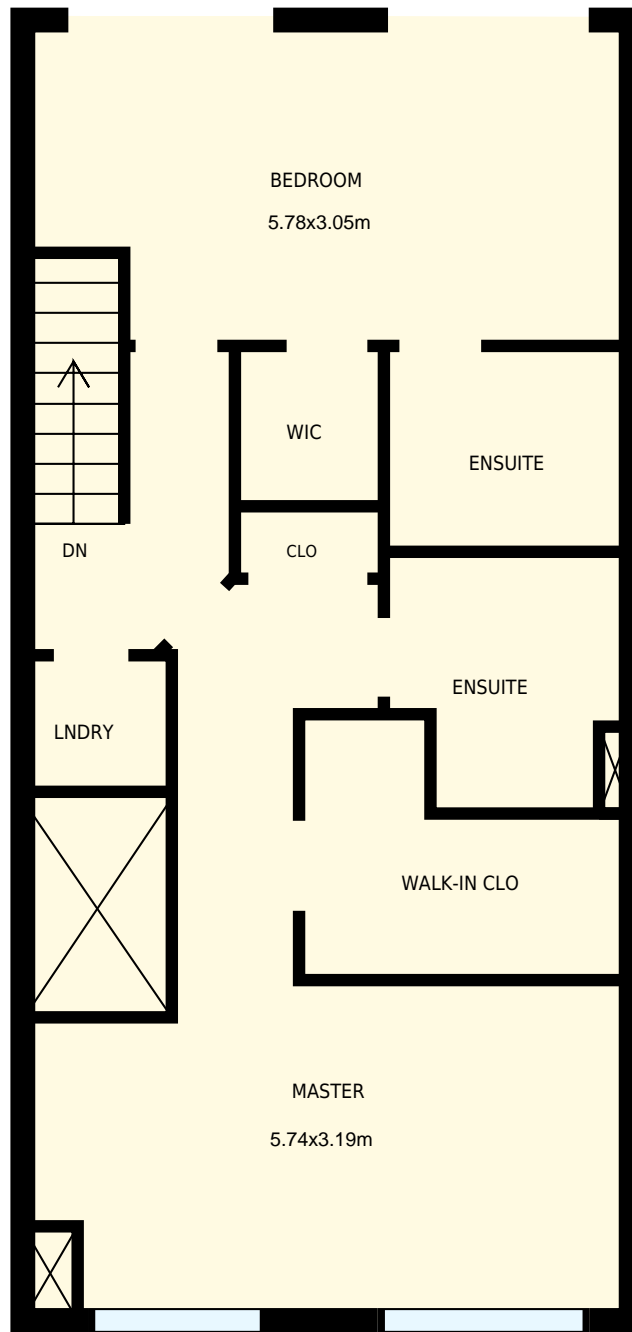 BEDROOM
5.78x3.05m
WIC
ENSUITE
DN
CLO
ENSUITE
LNDRY
WALK-IN CLO
MASTER
5.74x3.19m